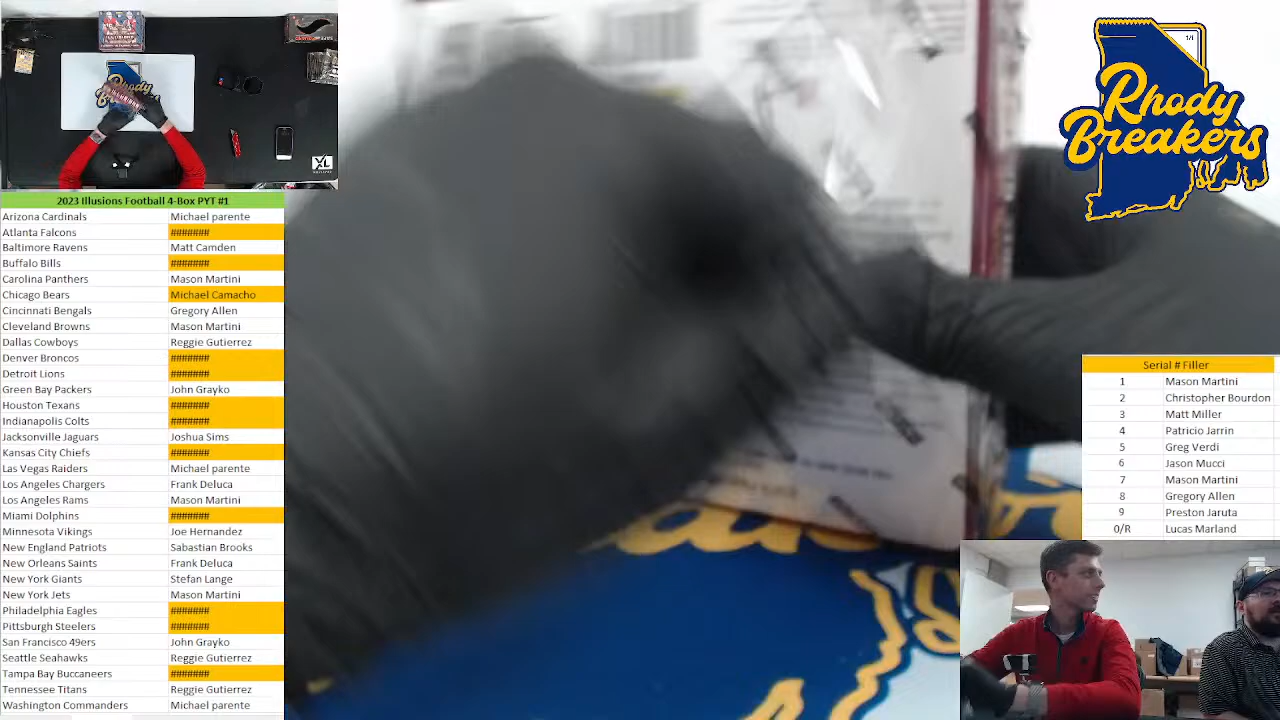 2023 Illusions Football 4-Box PYT #1
Arizona Cardinals Michael parente
Atlanta Falcons #######
Baltimore Ravens Matt Camden
Buffalo Bills #######
Carolina Panthers Mason Martini
Chicago Bears Michael Camacho
Cincinnati Bengals Gregory Allen
Cleveland Browns Mason Martini
Dallas Cowboys Reggie Gutierrez
Denver Broncos #######
Detroit Lions #######
Green Bay Packers John Grayko
Houston Texans #######
Indianapolis Colts #######
Jacksonville Jaguars Joshua Sims
Kansas City Chiefs #######
Las Vegas Raiders Michael parente
Los Angeles Chargers Frank Deluca
Los Angeles Rams Mason Martini
Miami Dolphins #######
Minnesota Vikings Joe Hernandez
New England Patriots Sabastian Brooks
New Orleans Saints Frank Deluca
New York Giants Stefan Lange
New York Jets Mason Martini
Philadelphia Eagles #######
Pittsburgh Steelers #######
San Francisco 49ers John Grayko
Seattle Seahawks Reggie Gutierrez
Tampa Bay Buccaneers #######
Tennessee Titans Reggie Gutierrez
Washington Commanders Michael parente
1/1
Rhody
Breakers
Serial # Filler
1 Mason Martini
2 Christopher Bourdon
3 Matt Miller
4 Patricio Jarrin
5 Greg Verdi
6 Jason Mucci
7 Mason Martini
8 Gregory Allen
9 Preston Jaruta
0/R Lucas Marland
XL